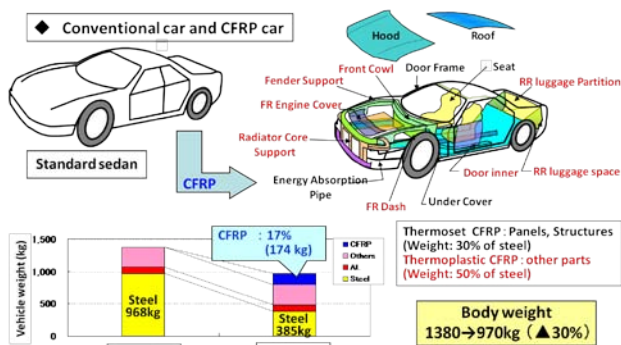 ◆ Conventional car and CFRP car
Standard sedan
CFRP
Hood
Roof
Front Cowl
Door Frame
Seat
Fender Support
RR luggage Partition
FR Engine Cover
Radiator Core
Support
Energy Absorption
Pipe
FR Dash
Under Cover
Door inner
RR luggage space
Vehicle weight (kg)
1,500
1,000
500
0
Steel
968kg
CFRP : 17%
(174 kg)
Steel
385kg
CFRP
Others
Al
Steel
Thermoset CFRP : Panels, Structures
(Weight: 30% of steel)
Thermoplastic CFRP : other parts
(Weight: 50% of steel)
Body weight
1380→970kg (▲30%)